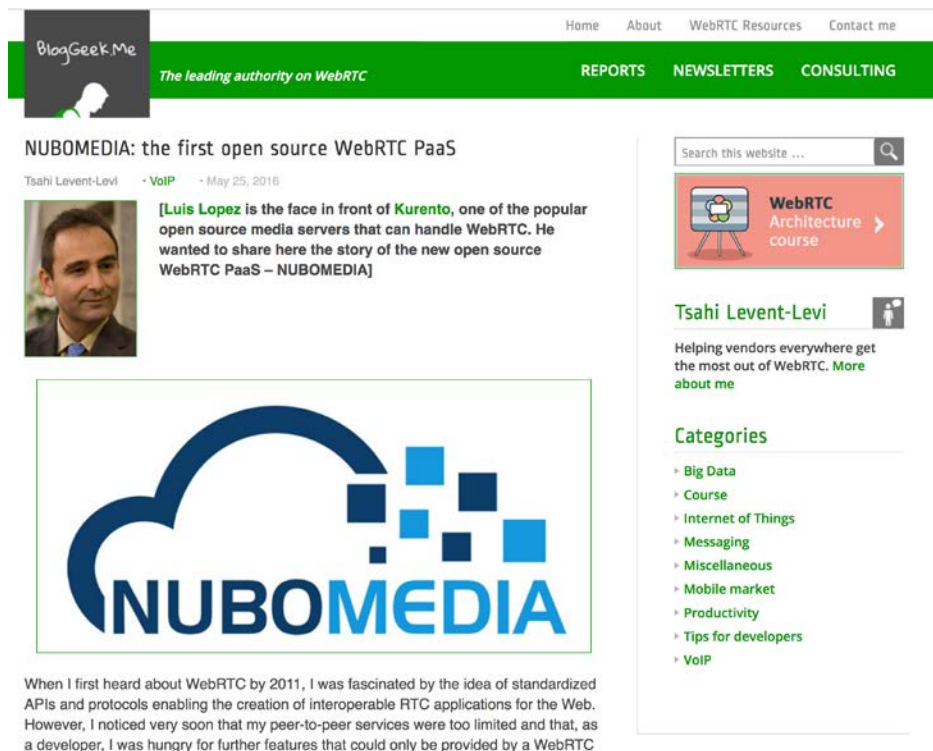 Home About WebRTC Resources Contact me
BlogGeek.Me
The leading authority on WebRTC
REPORTS NEWSLETTERS CONSULTING
NUBOMEDIA: the first open source WebRTC PaaS
Tsahi Levent-Levi • VoIP • May 25, 2016
[Luis Lopez is the face in front of Kurento, one of the popular
open source media servers that can handle WebRTC. He
wanted to share here the story of the new open source
WebRTC PaaS – NUBOMEDIA]
NUBOMEDIA
When I first heard about WebRTC by 2011, I was fascinated by the idea of standardized
APIs and protocols enabling the creation of interoperable RTC applications for the Web.
However, I noticed very soon that my peer-to-peer services were too limited and that, as
a developer, I was hungry for further features that could only be provided by a WebRTC
Search this website ...
WebRTC
Architecture
course
Tsahi Levent-Levi
Helping vendors everywhere get
the most out of WebRTC. More
about me
Categories
Big Data
Course
Internet of Things
Messaging
Miscellaneous
Mobile market
Productivity
Tips for developers
VoIP